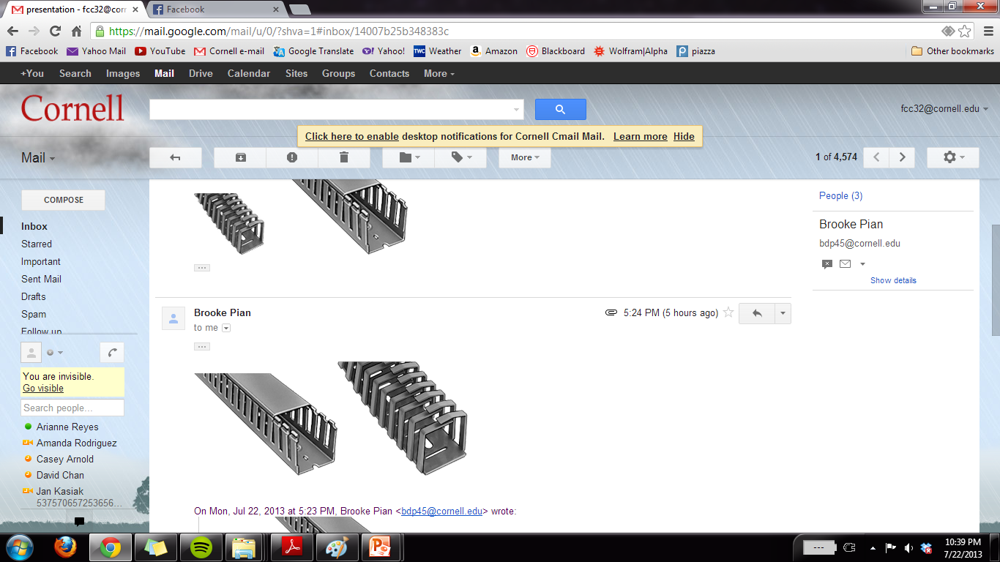 presentation - fcc32@corn
Facebook
https://mail.google.com/mail/u/0/?shva=1#inbox/14007b25b348383c
Facebook Yahoo Mail YouTube Cornell e-mail Google Translate Yahoo! Weather Amazon Blackboard Wolfram|Alpha piazza Other bookmarks
+You Search Images Mail Drive Calendar Sites Groups Contacts More
Cornell
fcc32@cornell.edu
Click here to enable desktop notifications for Cornell Cmail Mail. Learn more Hide
Mail
More
1 of 4,574
COMPOSE
Inbox
Starred
Important
Sent Mail
Drafts
Spam
Follow up
You are invisible.
Go visible
Search people...
Arianne Reyes
Amanda Rodriguez
Casey Arnold
David Chan
Jan Kasiak
537570657253656...
Brooke Pian
5:24 PM (5 hours ago)
to me
On Mon, Jul 22, 2013 at 5:23 PM, Brooke Pian <bdp45@cornell.edu> wrote:
People (3)
Brooke Pian
bdp45@cornell.edu
Show details
10:39 PM
7/22/2013